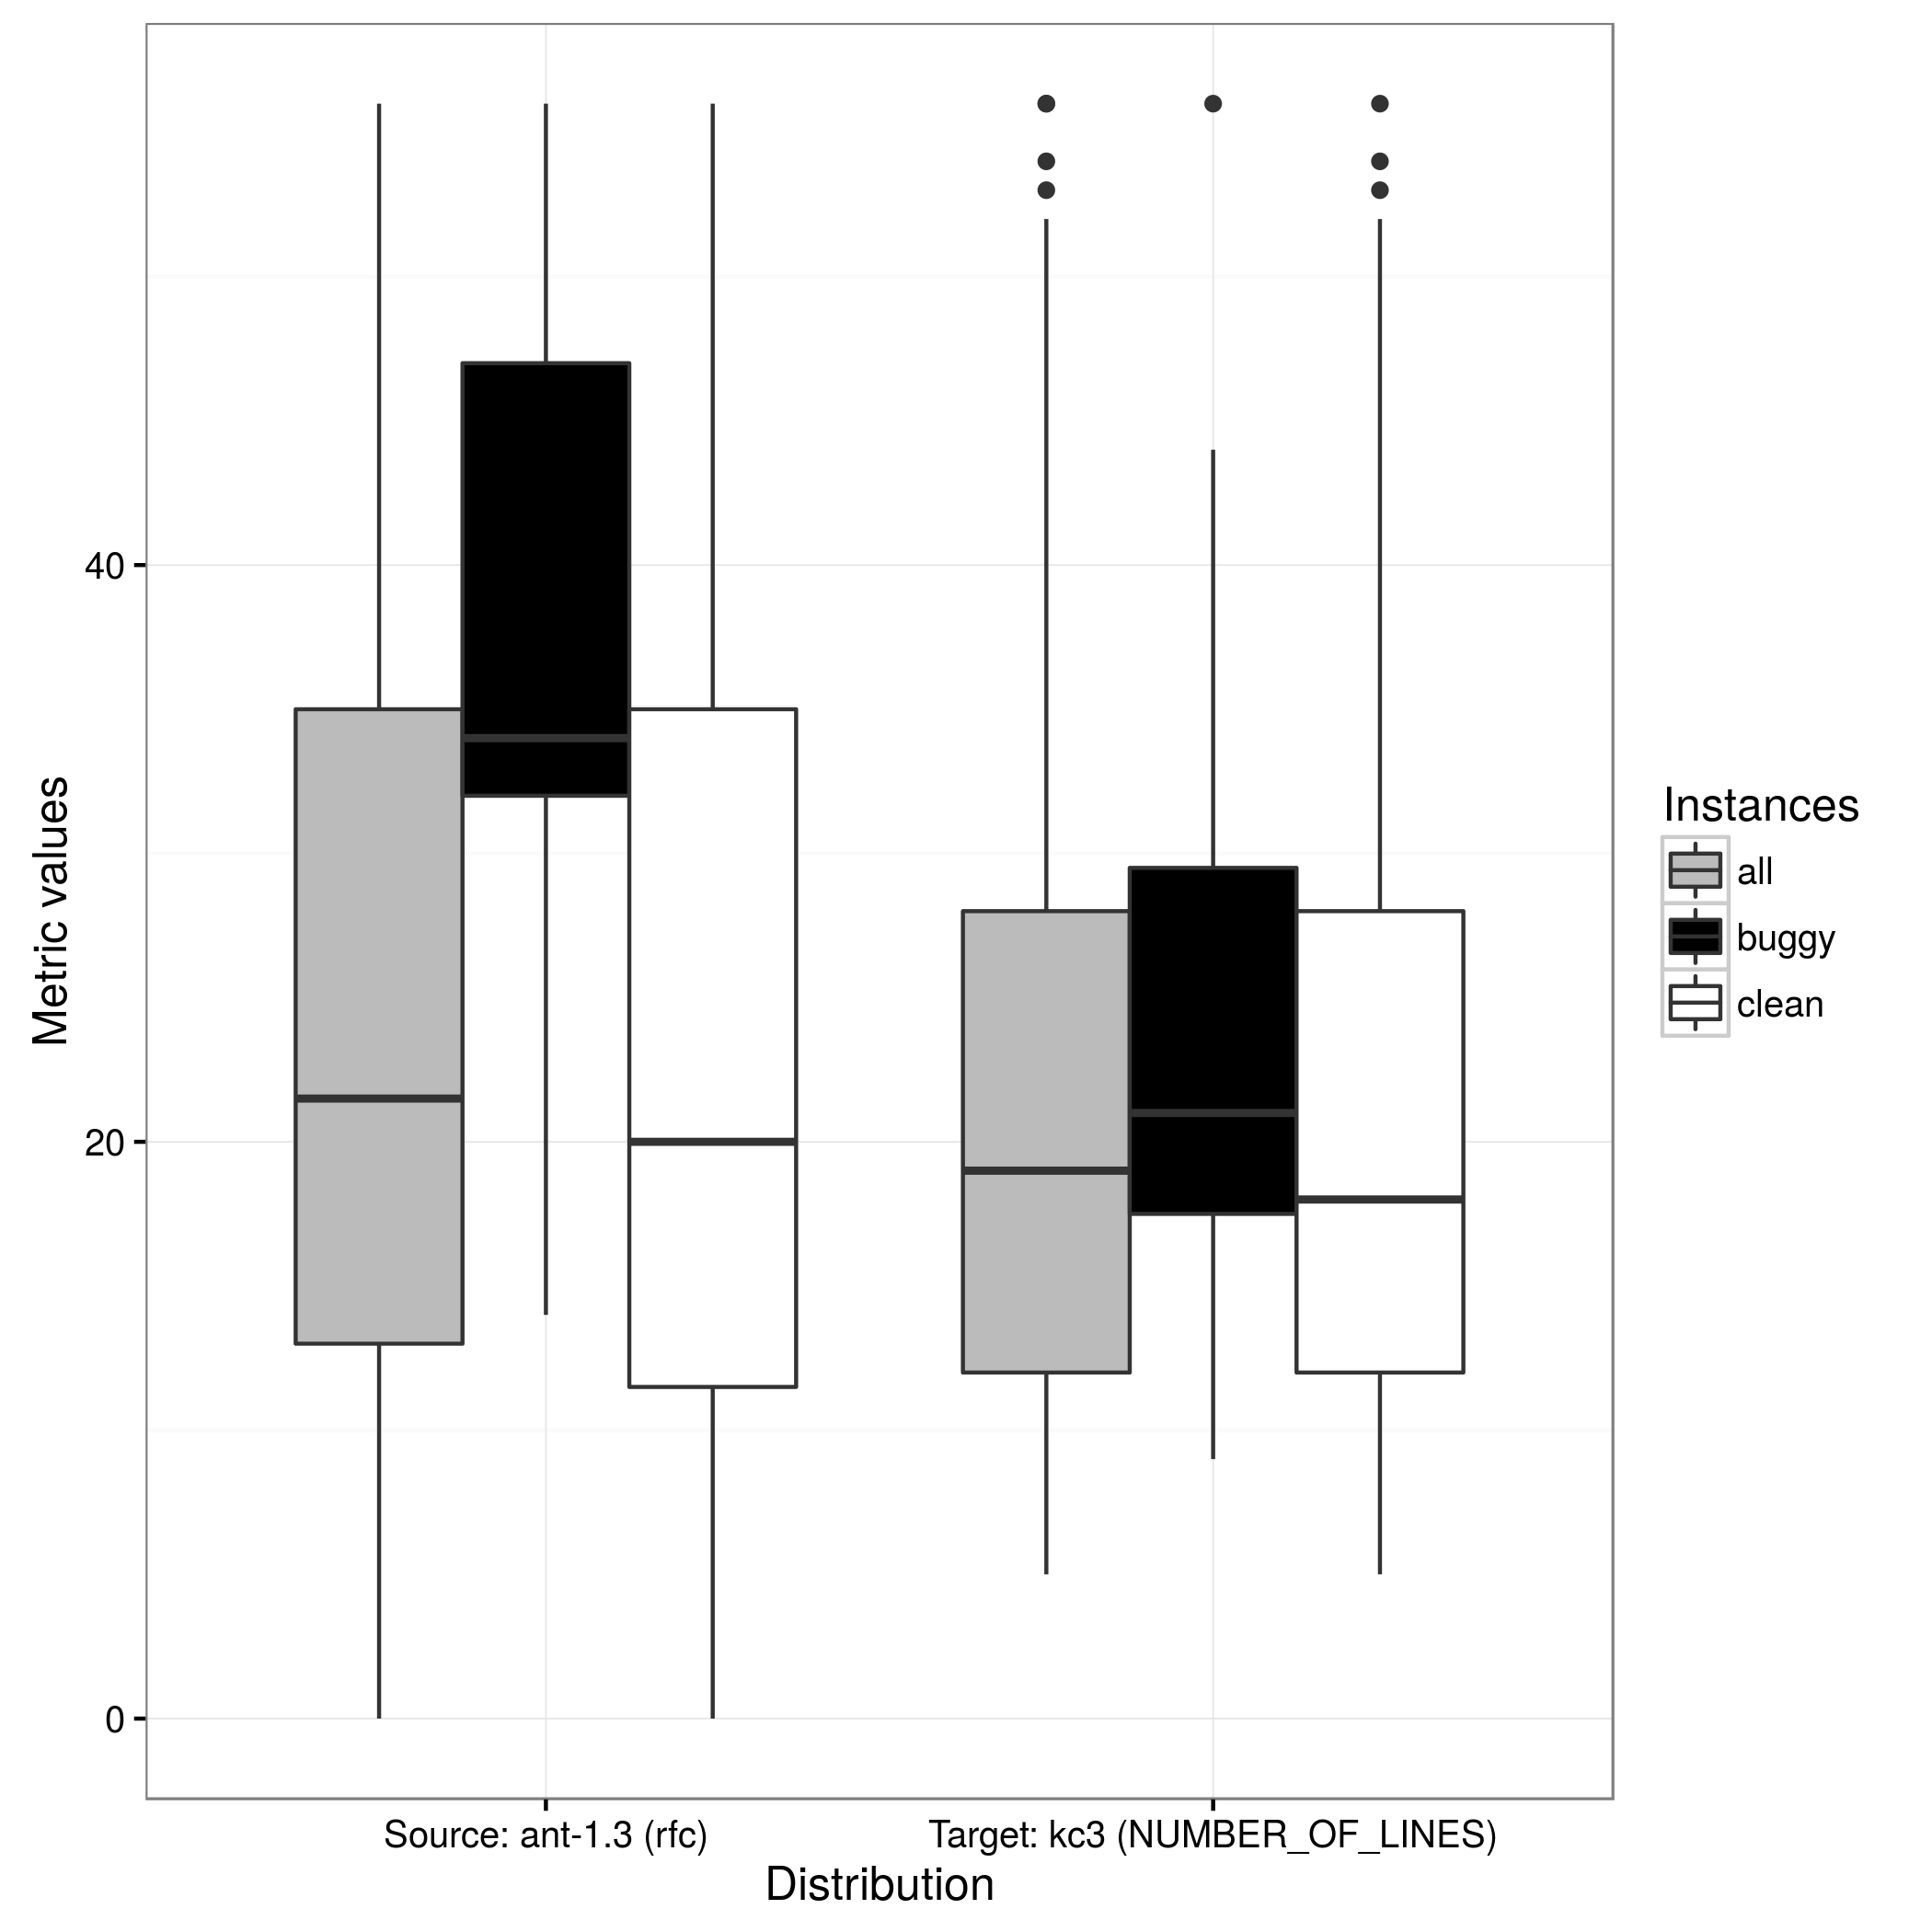 Metric values
40
20
0
Source: ant-1.3 (rfc)
Target: kc3 (NUMBER_OF_LINES)
Distribution
Instances
all
buggy
clean